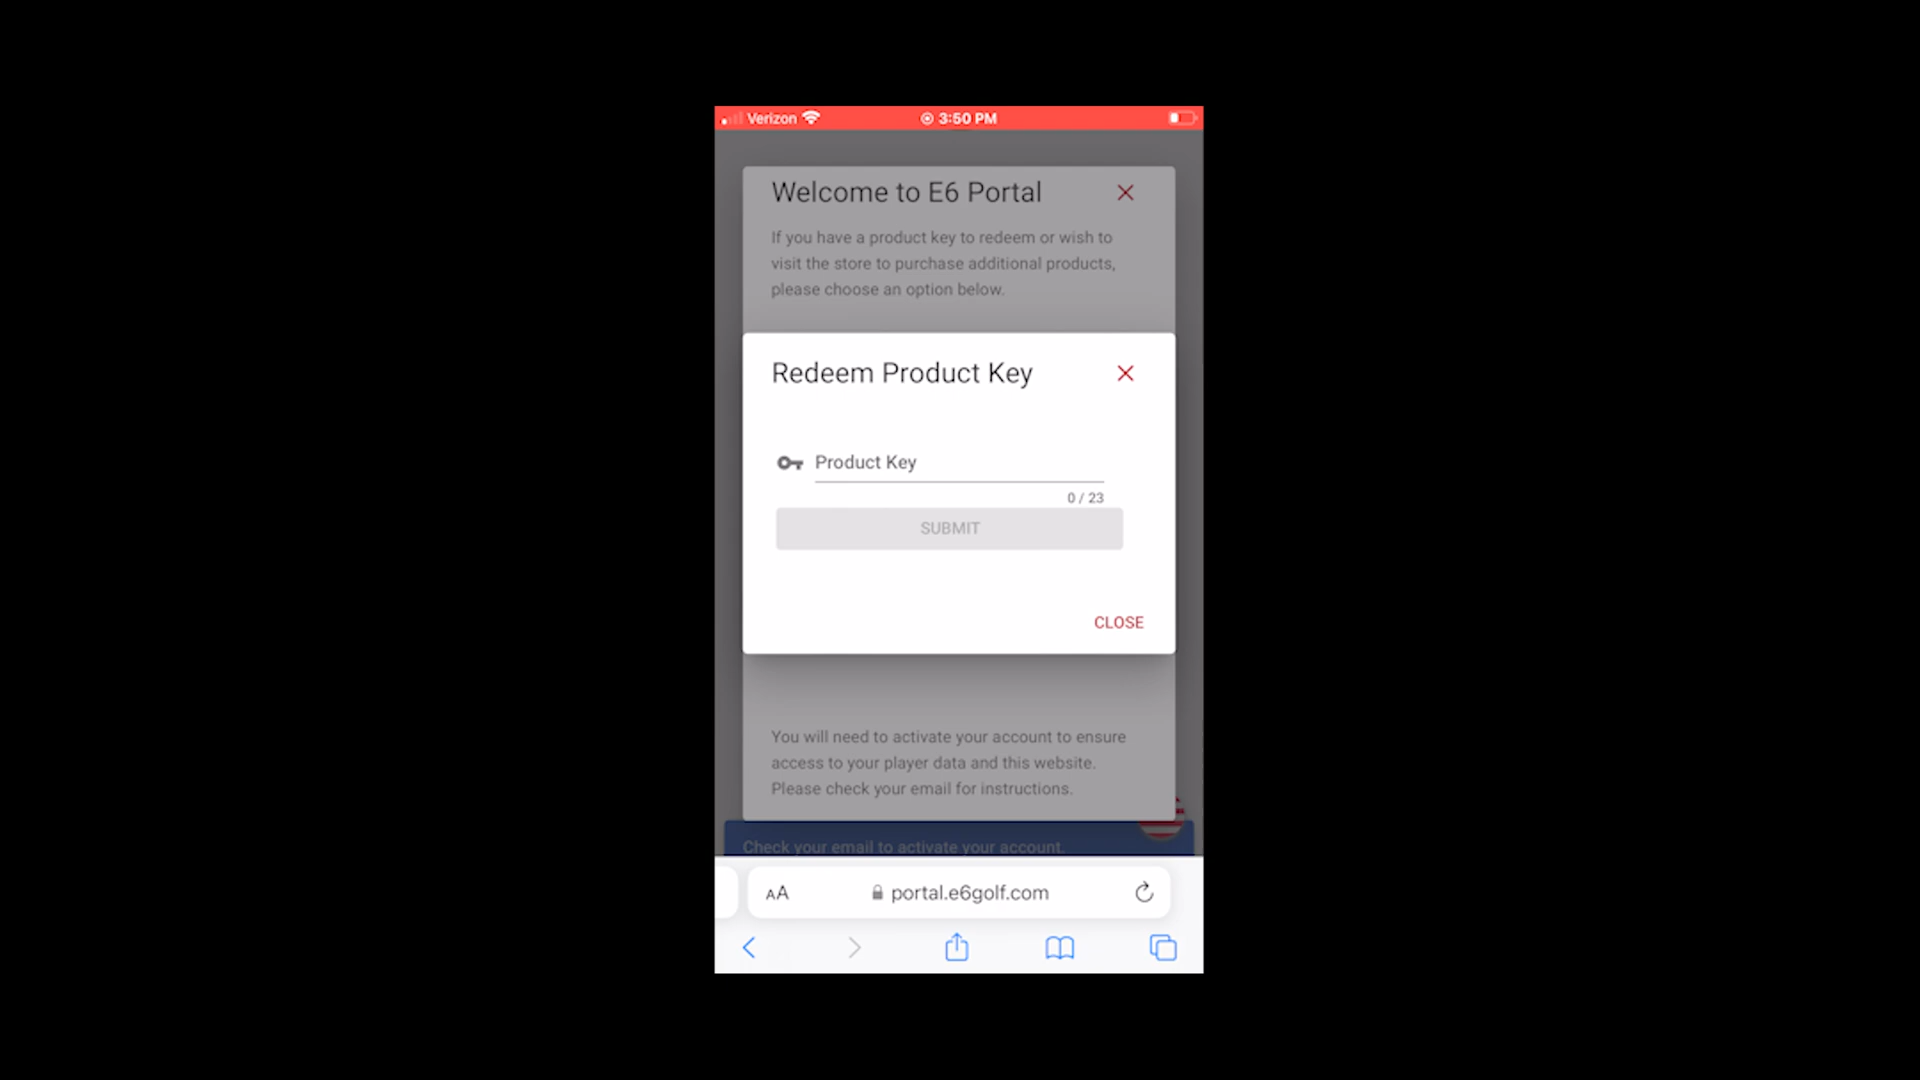 Verizon 3:50 PM
Welcome to E6 Portal
If you have a product key to redeem or wish to
visit the store to purchase additional products,
please choose an option below.
Redeem Product Key
Product Key
0 / 23
SUBMIT
CLOSE
You will need to activate your account to ensure
access to your player data and this website.
Please check your email for instructions.
Check your email to activate your account.
AA portal.e6golf.com